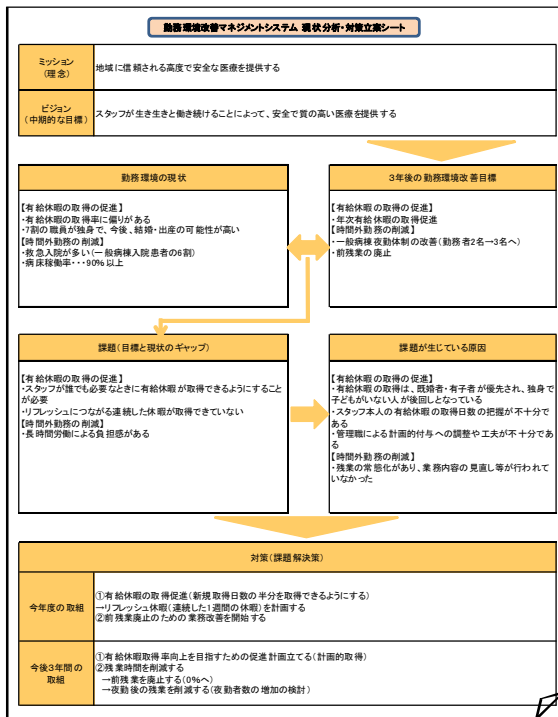 勤務環境改善マネジメントシステム 現状分析・対策立案シート
ミッション
(理念)
地域に信頼される高度で安全な医療を提供する
ビジョン
(中期的な目標)
スタッフが生き生きと働き続けることによって、安全で質の高い医療を提供する
勤務環境の現状
【有給休暇の取得の促進】
・有給休暇の取得率に偏りがある
・7割の職員が独身で、今後、結婚・出産の可能性が高い
【時間外勤務の削減】
・救急入院が多い(一般病棟入院患者の6割)
・病床稼働率・・・90%以上
3年後の勤務環境改善目標
【有給休暇の取得の促進】
・年次有給休暇取得促進
【時間外勤務の削減】
・一般病棟夜勤体制の改善(勤務者2名→3名へ)
・前残業の廃止
課題(目標と現状のギャップ)
【有給休暇の取得の促進】
・スタッフが誰でも必要なときに有給休暇が取得できるようにすること
が必要
・リフレッシュにつながる連続した休暇が取得できていない
【時間外勤務の削減】
・長時間労働による負担感がある
課題が生じている原因
【有給休暇の取得の促進】
・有給休暇の取得は、既婚者・有子者が優先され、独身で
子どもがいない人が後回しとなっている
・スタッフ本人の有給休暇の取得日数の把握が不十分で
ある
・管理職による計画的付与への調整や工夫が不十分であ
る
【時間外勤務の削減】
・残業の常態化があり、業務内容の見直し等が行われて
いなかった
対策(課題解決策)
今年度の取組
①有給休暇の取得促進(新規取得日数の半分を取得できるようにする)
→リフレッシュ休暇(連続した1週間の休暇)を計画する
②前残業廃止のための業務改善を開始する
今後3年間の
取組
①有給休暇取得率向上を目指すための促進計画立てる(計画的取得)
②残業時間を削減する
→前残業を廃止する(0%へ)
→夜勤後の残業を削減する(夜勤者数の増加の検討)